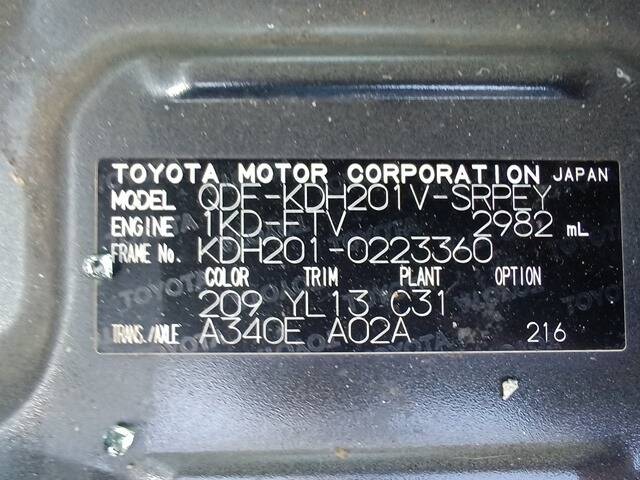 TOYOTA MOTOR CORPORATION JAPAN
MODEL QDF-KDH201V-SRPEY
ENGINE 1KD-FTV 2982 mL
FRAME No. KDH201-0223360
COLOR TRIM PLANT OPTION
209 YL13 C31
TRANS./AXLE A340E A02A 216